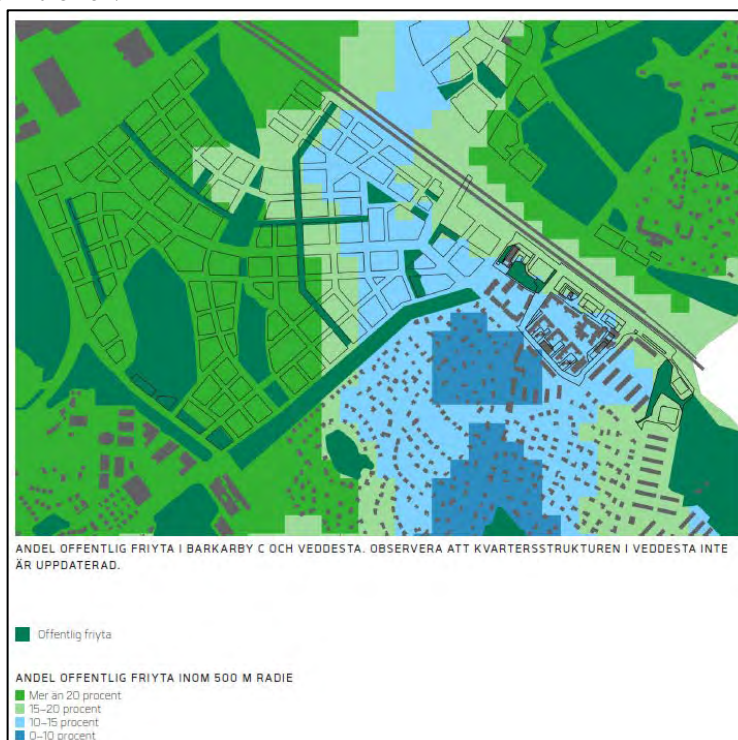 ANDEL OFFENTLIG FRIYTA I BARKARBY C OCH VEDDESTA. OBSERVERA ATT KVARTERSSTRUKTUREN I VEDDESTA INTE
ÄR UPPDATERAD.
Offentlig friyta
ANDEL OFFENTLIG FRIYTA INOM 500 M RADIE
Mer än 20 procent
15–20 procent
10–15 procent
0–10 procent